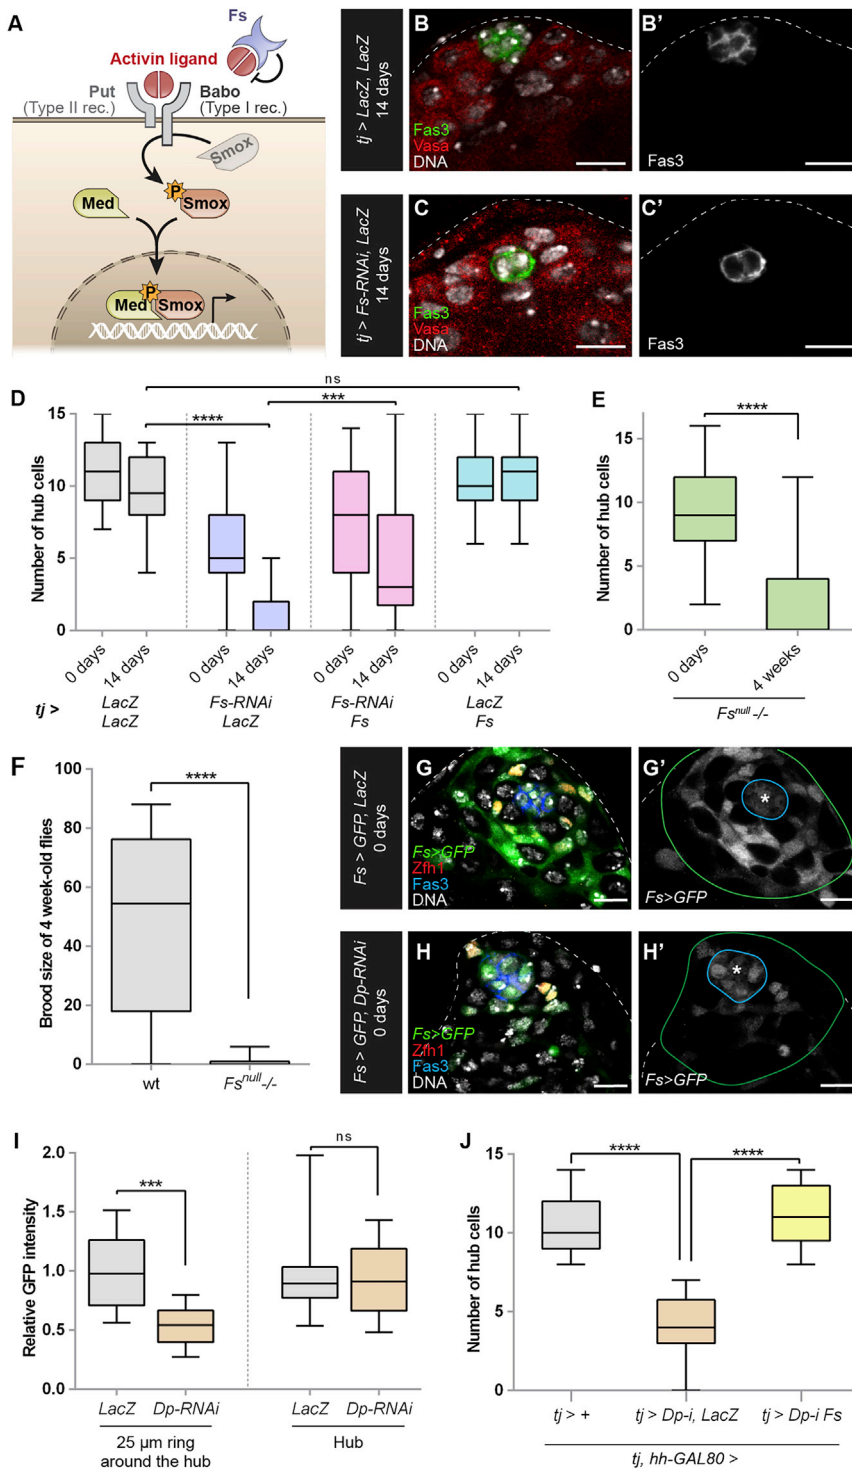 A
Fs
Activin ligand
Put
(Type II rec.)
Babo
(Type I rec.)
Smox
Med
P
Smox
P
Med
Smox
tj > LacZ, LacZ
14 days
B
Fas3
Vasa
DNA
B'
Fas3
tj > Fs-RNAi, LacZ
14 days
C
Fas3
Vasa
DNA
C'
Fas3
D
ns
****
***
Number of hub cells
15
10
5
0
0 days
14 days
0 days
14 days
0 days
14 days
0 days
14 days
tj >
LacZ
LacZ
Fs-RNAi
LacZ
Fs-RNAi
Fs
LacZ
Fs
E
****
Number of hub cells
15
10
5
0
0 days
4 weeks
Fsnull -/-
F
****
Brood size of 4 week-old flies
100
80
60
40
20
0
wt
Fsnull -/-
Fs > GFP, LacZ
0 days
G
Fs>GFP
Zfh1
Fas3
DNA
G'
*
Fs>GFP
Fs > GFP, Dp-RNAi
0 days
H
Fs>GFP
Zfh1
Fas3
DNA
H'
*
Fs>GFP
I
***
ns
Relative GFP intensity
2.0
1.5
1.0
0.5
0.0
LacZ
Dp-RNAi
LacZ
Dp-RNAi
25 µm ring
around the hub
Hub
J
****
****
Number of hub cells
15
10
5
0
tj > +
tj > Dp-i, LacZ
tj > Dp-i Fs
tj, hh-GAL80 >